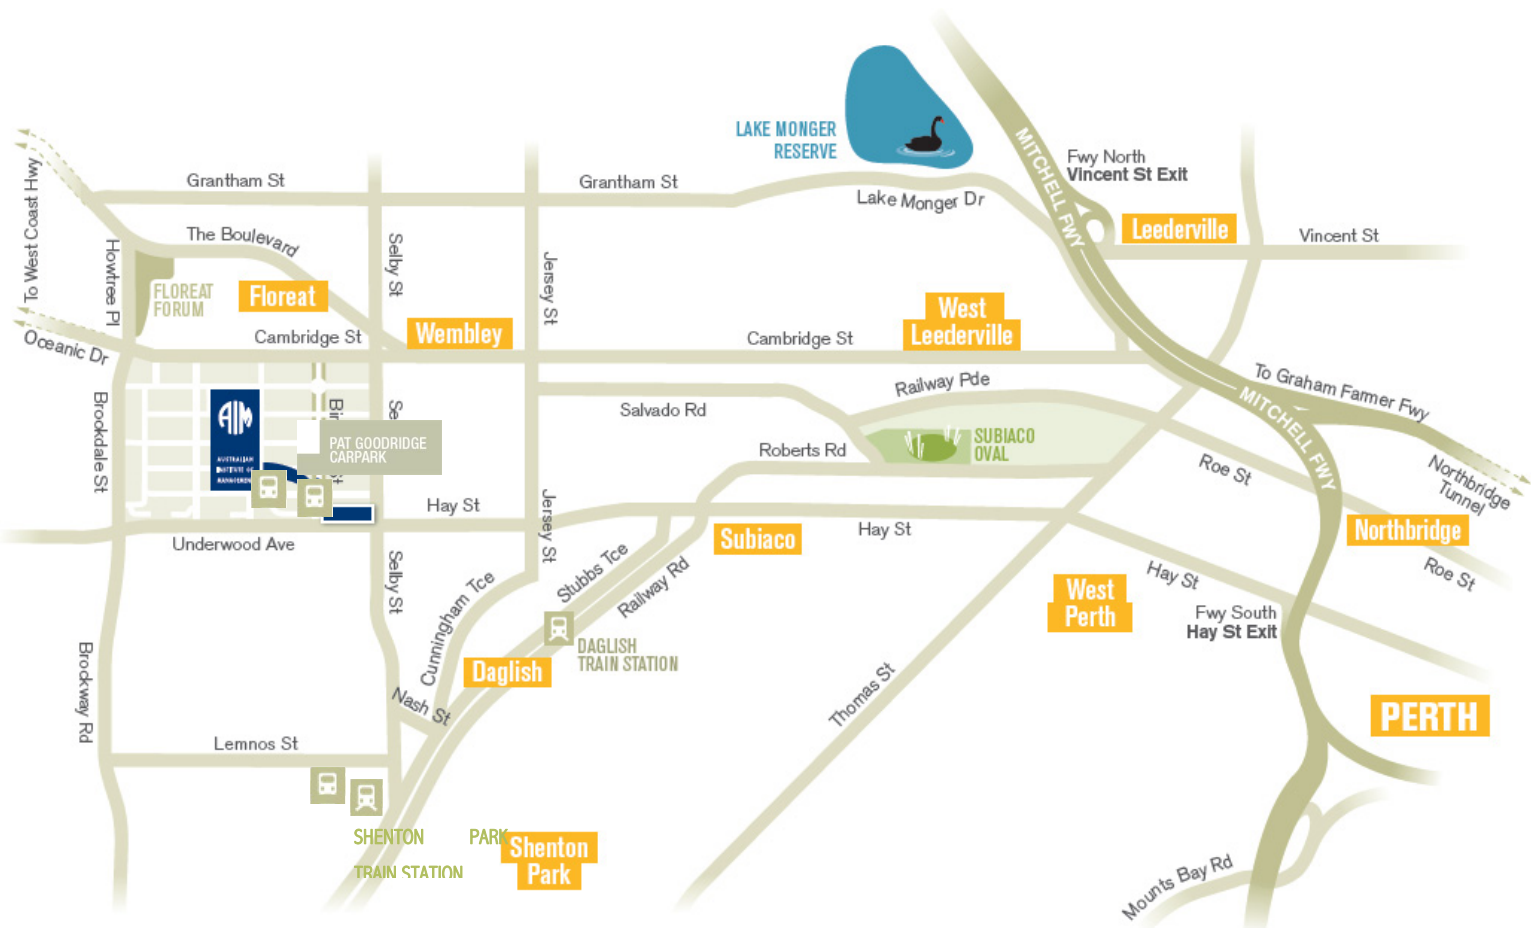 LAKE MONGER
RESERVE
MITCHELL FWY
Fwy North
Vincent St Exit
To West Coast Hwy
Grantham St
Grantham St
Lake Monger Dr
Leederville
Vincent St
The Boulevard
Howtree Pl
Selby St
Jersey St
FLOREAT
FORUM
Floreat
Wembley
West
Leederville
Oceanic Dr
Cambridge St
Cambridge St
Railway Pde
To Graham Farmer Fwy
MITCHELL FWY
Brookdale St
AIM
AUSTRALIAN
INSTITUTE OF
MANAGEMENT
PAT GOODRIDGE
CARPARK
Salvado Rd
Roberts Rd
SUBIACO
OVAL
Roe St
Northbridge
Tunnel
Hay St
Jersey St
Hay St
Subiaco
Northbridge
Underwood Ave
Selby St
Cunningham Tce
Stubbs Tce
Railway Rd
West
Perth
Hay St
Roe St
Fwy South
Hay St Exit
Brockway Rd
DAGLISH
TRAIN STATION
Daglish
Nash St
Thomas St
PERTH
Lemnos St
SHENTON PARK
TRAIN STATION
Shenton
Park
Mounts Bay Rd